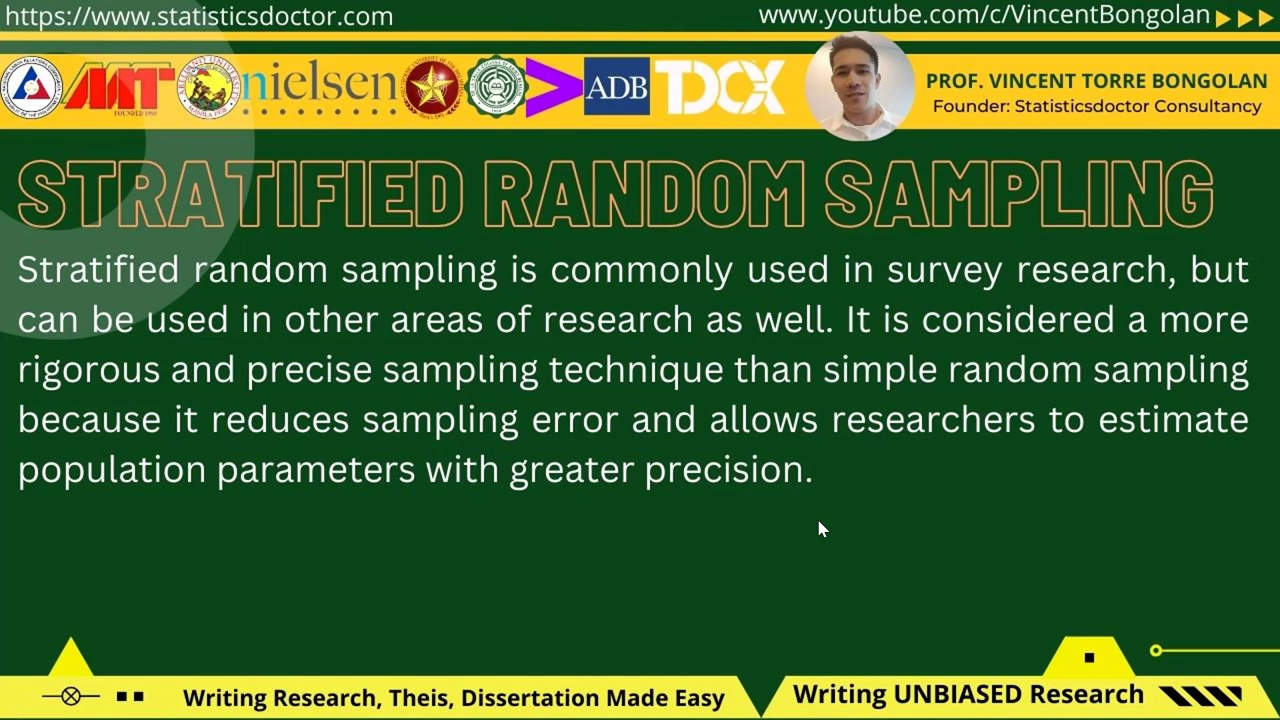 https://www.statisticsdoctor.com
www.youtube.com/c/VincentBongolan
nielsen
ADB
TDCX
PROF. VINCENT TORRE BONGOLAN
Founder: Statisticsdoctor Consultancy
STRATIFIED RANDOM SAMPLING
Stratified random sampling is commonly used in survey research, but
can be used in other areas of research as well. It is considered a more
rigorous and precise sampling technique than simple random sampling
because it reduces sampling error and allows researchers to estimate
population parameters with greater precision.
Writing Research, Theis, Dissertation Made Easy
Writing UNBIASED Research